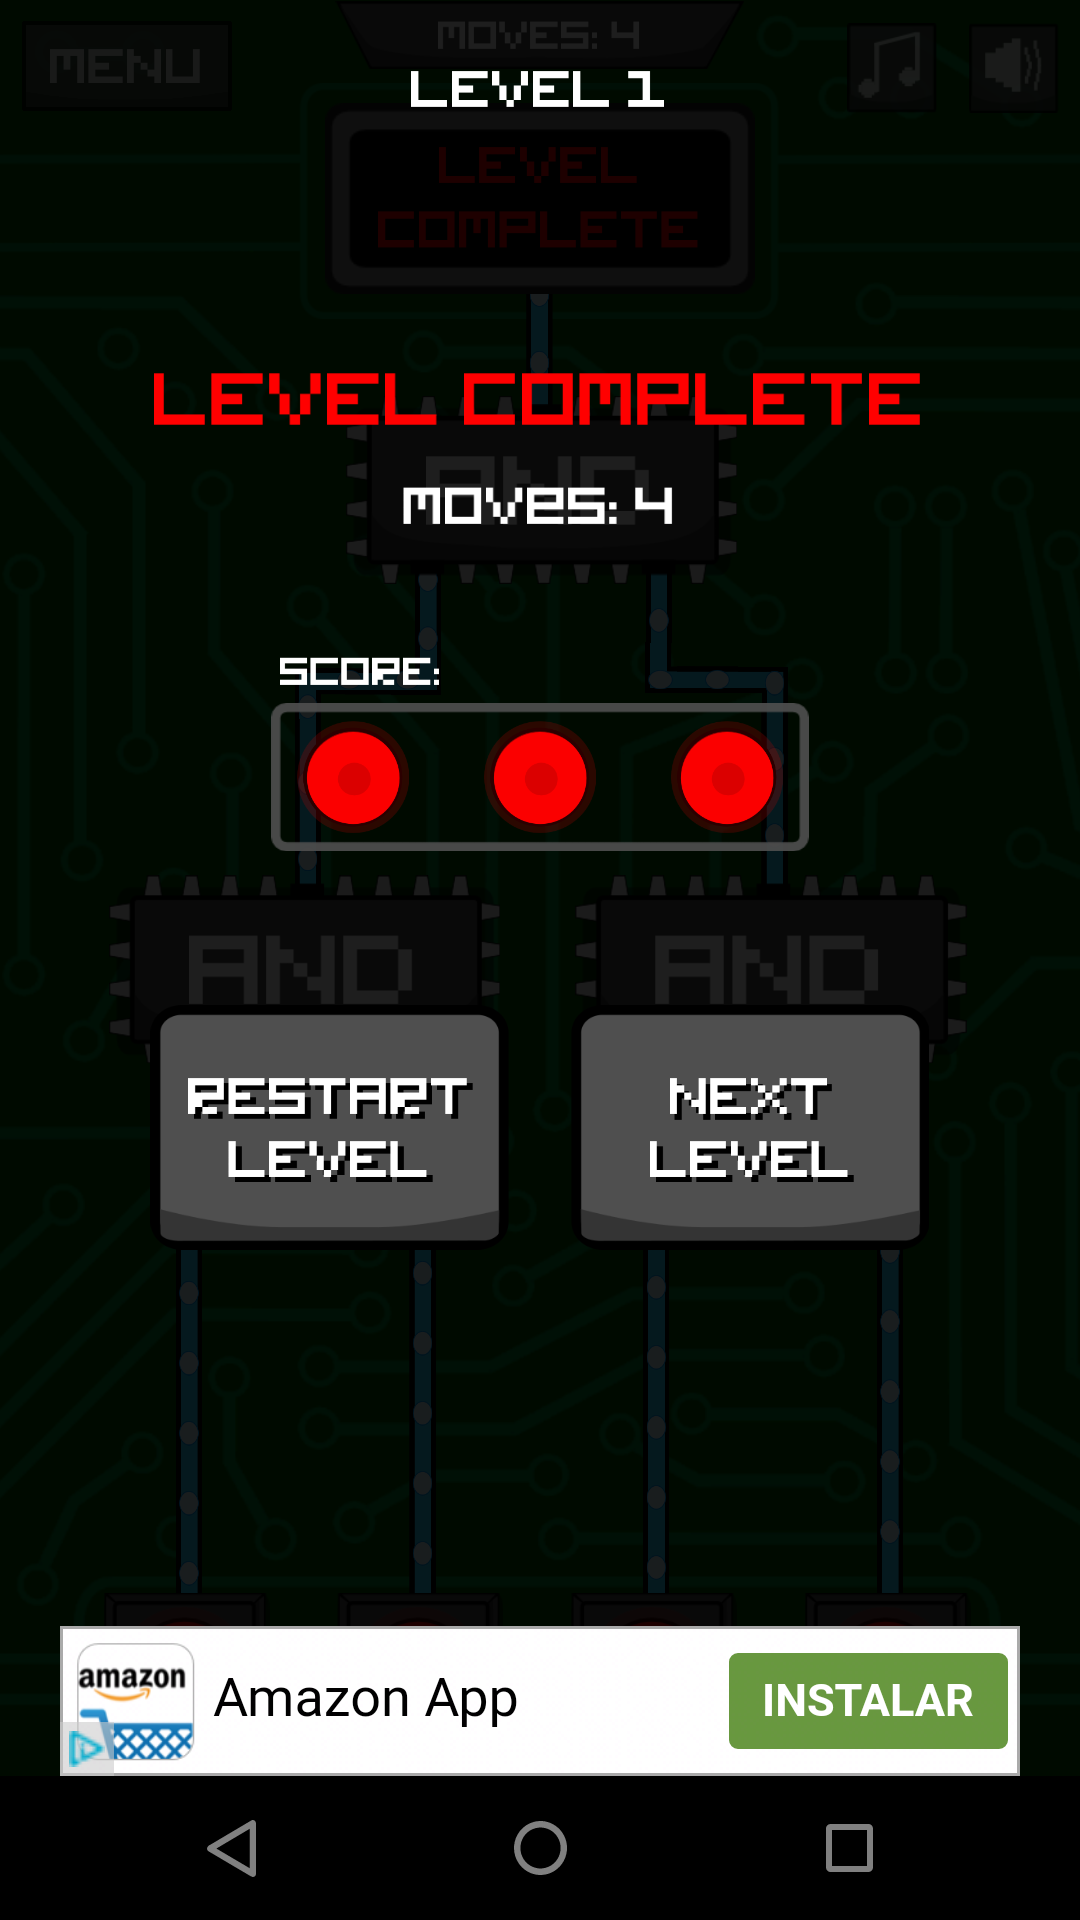 MENU
MOVES: 4
LEVEL 1
LEVEL
COMPLETE
LEVEL COMPLETE
AND
MOVES: 4
SCORE:
AND
AND
RESTART
LEVEL
NEXT
LEVEL
amazon
Amazon App
INSTALAR